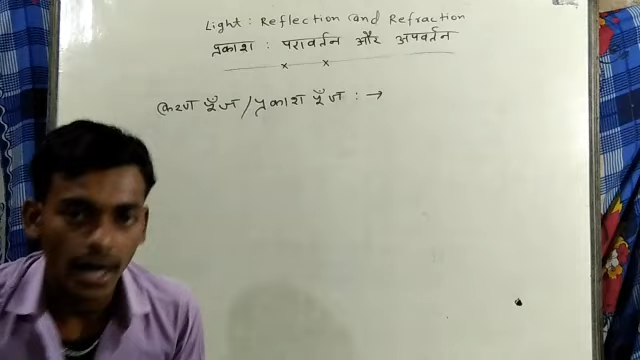 Light : Reflection and Refraction
प्रकाश : परावर्तन और अपवर्तन
किरण पूँज / प्रकाश पूँज : →